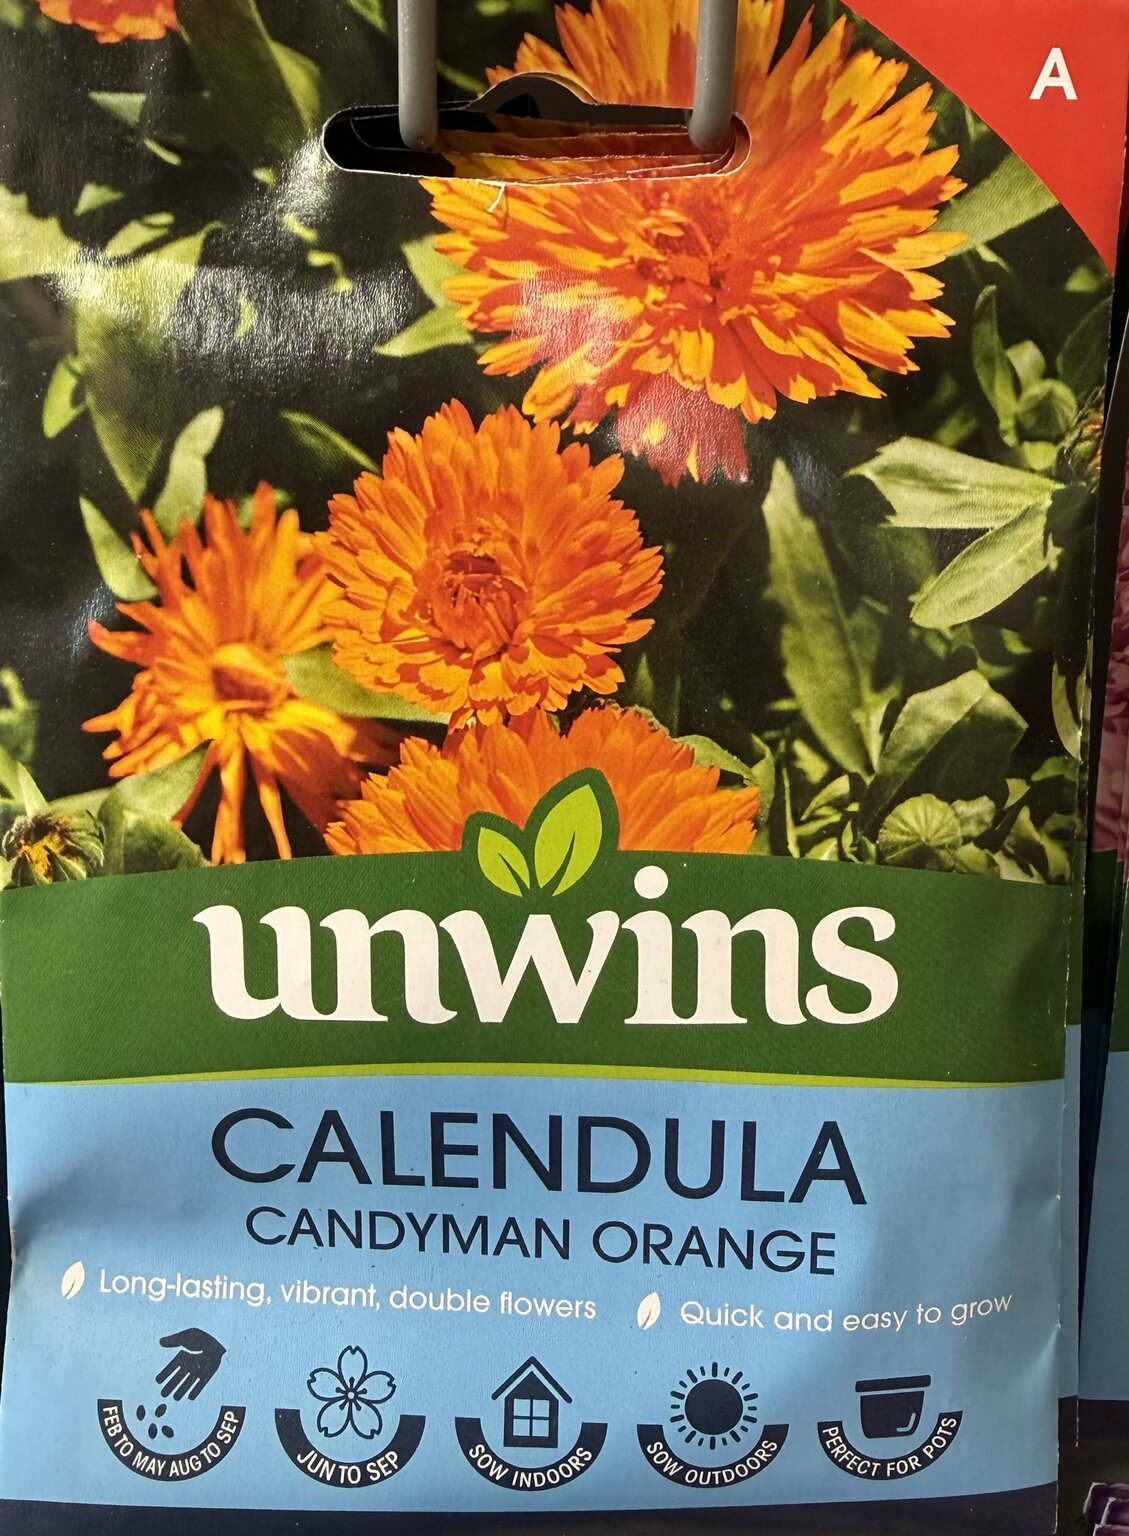 A
unwins
CALENDULA
CANDYMAN ORANGE
Long-lasting, vibrant, double flowers
Quick and easy to grow
FEB TO MAY AUG TO SEP
JUN TO SEP
SOW INDOORS
SOW OUTDOORS
PERFECT FOR POTS